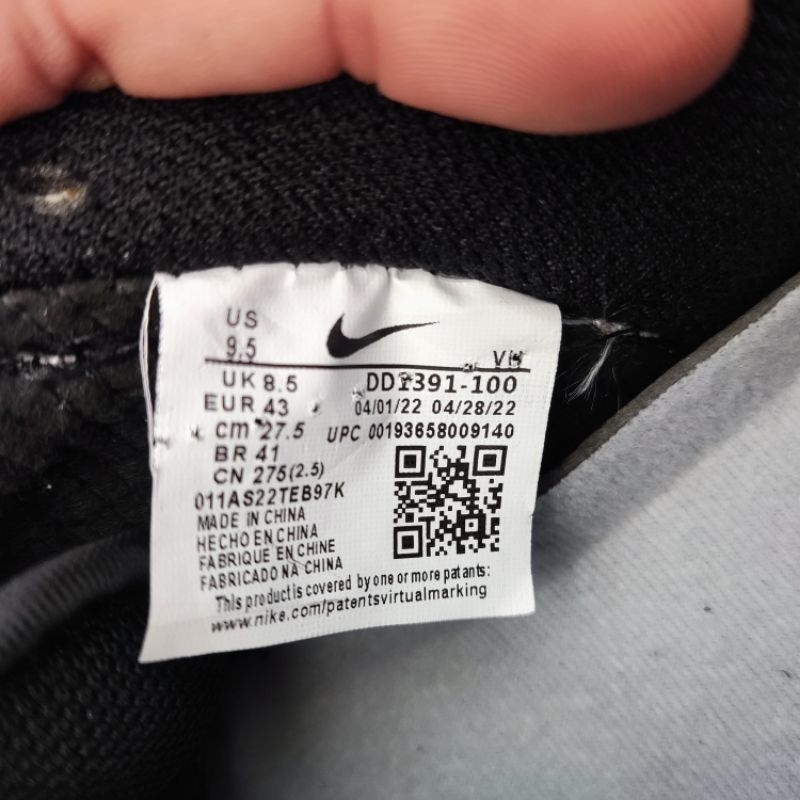 US
9.5
VN
UK 8.5
DD1391-100
EUR 43
04/01/22 04/28/22
cm 27.5
UPC 00193658009140
BR 41
CN 275(2.5)
011AS22TEB97K
MADE IN CHINA
HECHO EN CHINA
FABRIQUE EN CHINE
FABRICADO NA CHINA
This product is covered by one or more patants:
www.nike.com/patentsvirtualmarking